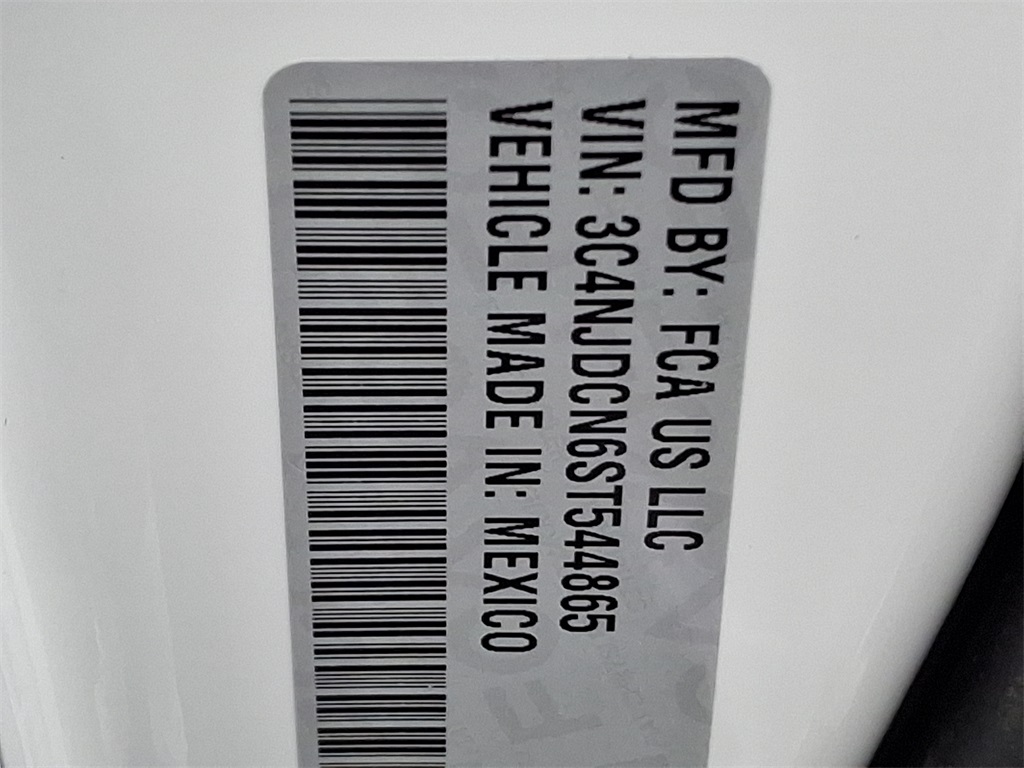 MFD BY: FCA US LLC
VIN: 3C4NJDCN6ST544865
VEHICLE MADE IN: MEXICO